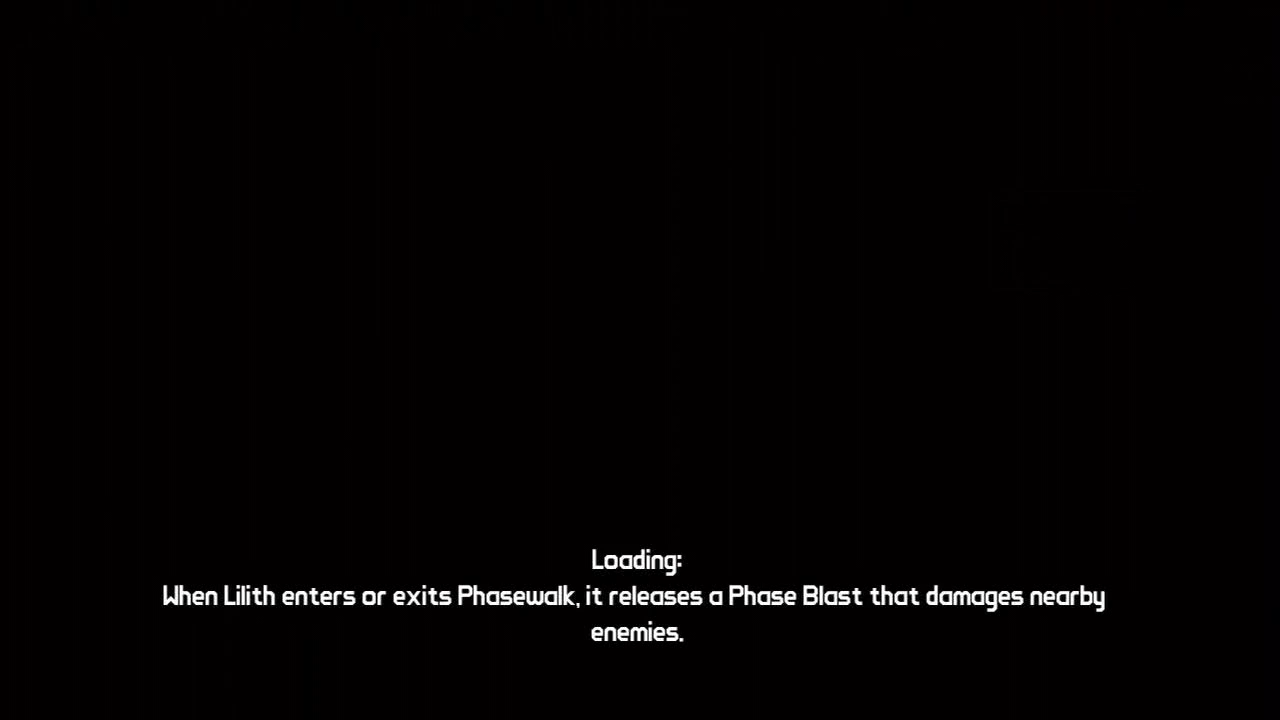 Loading:
When Lilith enters or exits Phasewalk, it releases a Phase Blast that damages nearby
enemies.